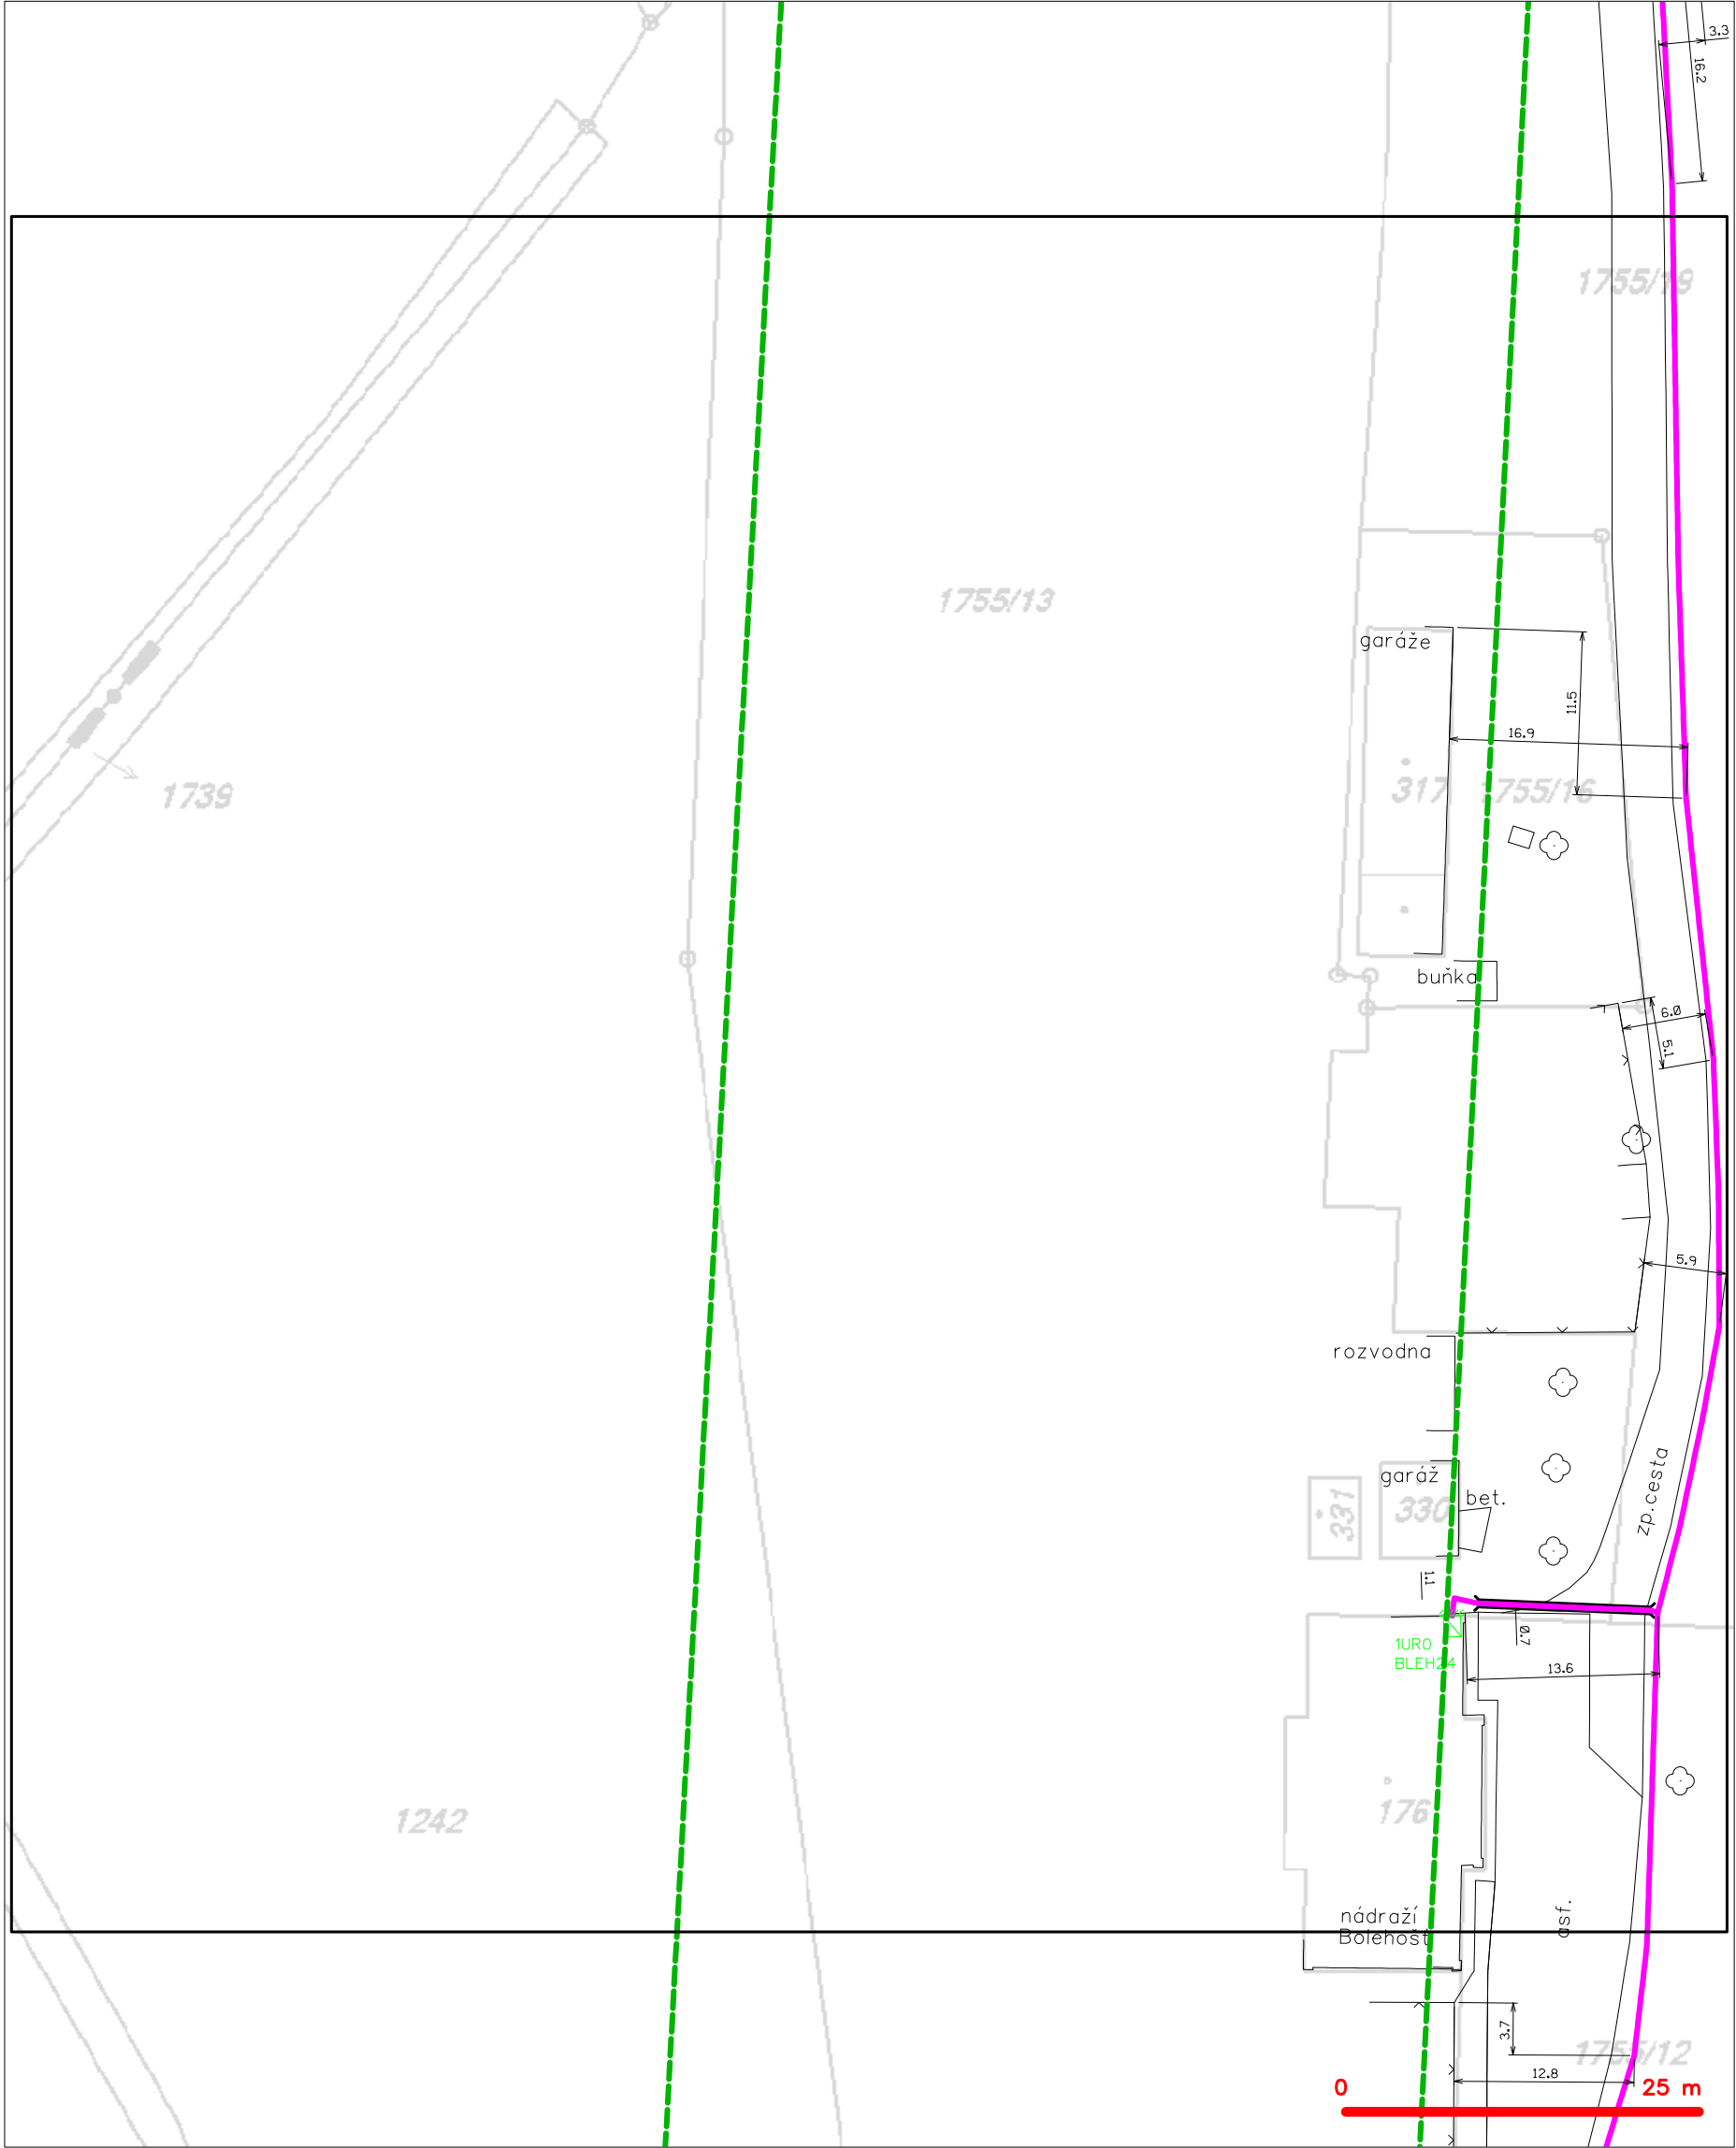 3.3
16.2
1755/19
1755/13
garáže
11.5
16.9
317
1755/16
1739
buňka
6.0
5.1
5.9
rozvodna
garáž
bet.
331
330
zp.cesta
1.1
0.7
1URO
BLEH24
13.6
176
1242
nádraží
Bolehošť
asf.
3.7
1755/12
12.8
0
25 m